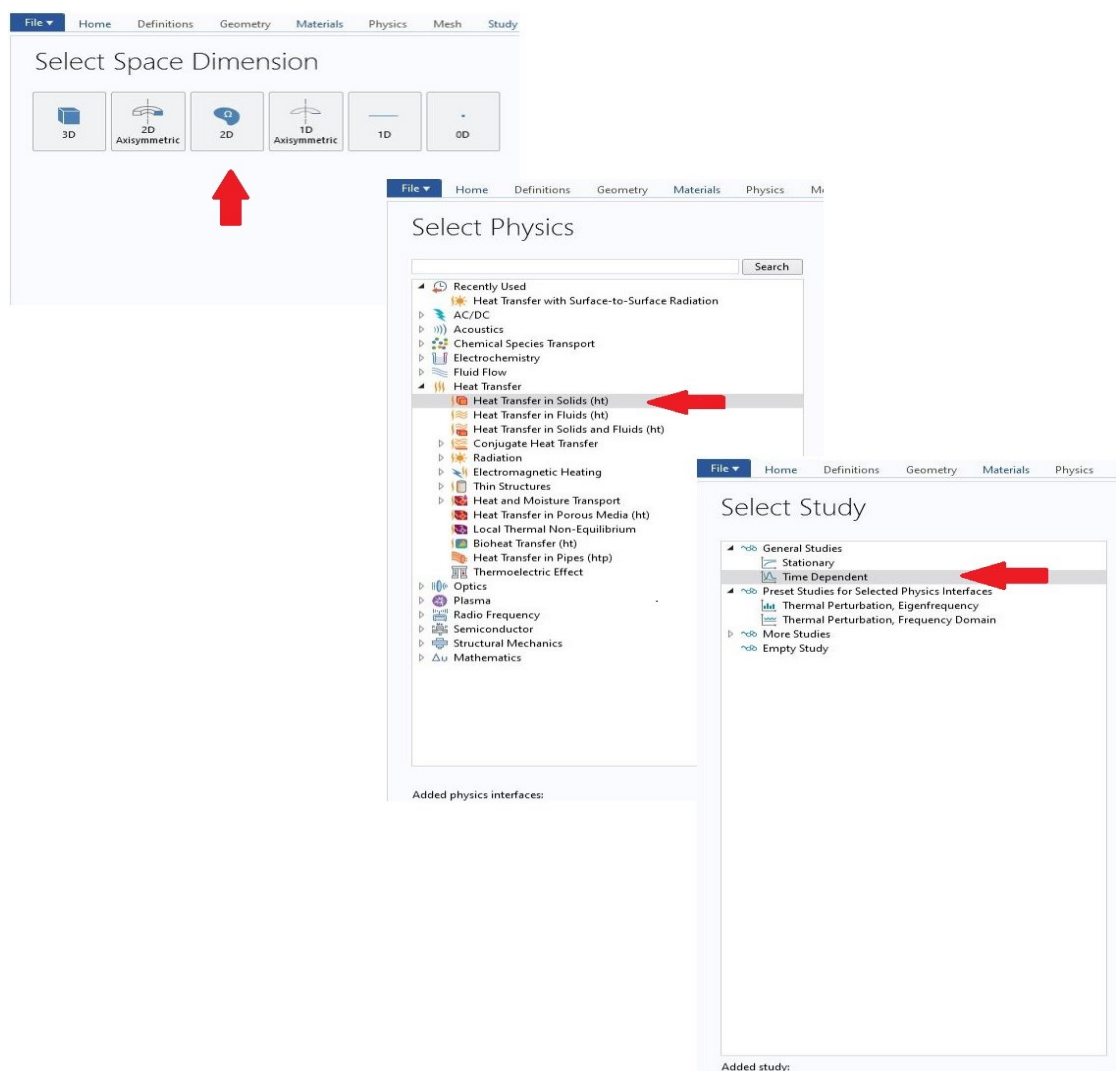 File Home Definitions Geometry Materials Physics Mesh Study
Select Space Dimension
3D
2D
Axisymmetric
Ω
2D
1D
Axisymmetric
1D
0D
File Home Definitions Geometry Materials Physics
Select Physics
Search
Recently Used
Heat Transfer with Surface-to-Surface Radiation
AC/DC
Acoustics
Chemical Species Transport
Electrochemistry
Fluid Flow
Heat Transfer
Heat Transfer in Solids (ht)
Heat Transfer in Fluids (ht)
Heat Transfer in Solids and Fluids (ht)
Conjugate Heat Transfer
Radiation
Electromagnetic Heating
Thin Structures
Heat and Moisture Transport
Heat Transfer in Porous Media (ht)
Local Thermal Non-Equilibrium
Bioheat Transfer (ht)
Heat Transfer in Pipes (htp)
Thermoelectric Effect
Optics
Plasma
Radio Frequency
Semiconductor
Structural Mechanics
Δu Mathematics
Added physics interfaces:
File Home Definitions Geometry Materials Physics
Select Study
General Studies
Stationary
Time Dependent
Preset Studies for Selected Physics Interfaces
Thermal Perturbation, Eigenfrequency
Thermal Perturbation, Frequency Domain
More Studies
Empty Study
Added study: